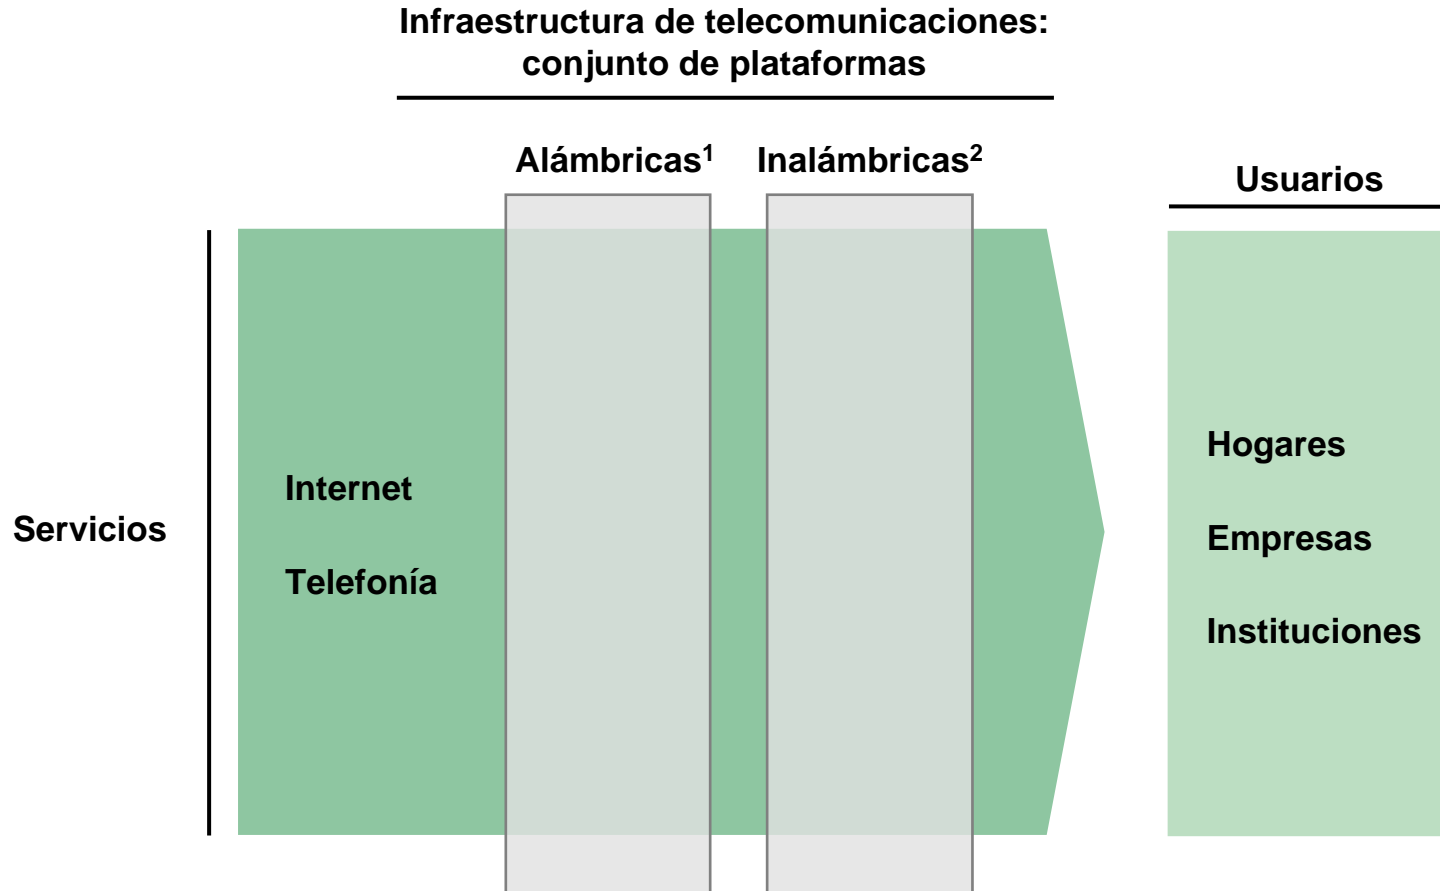 Infraestructura de telecomunicaciones:
conjunto de plataformas
Alámbricas¹
Inalámbricas²
Usuarios
Servicios
Internet
Telefonía
Hogares
Empresas
Instituciones